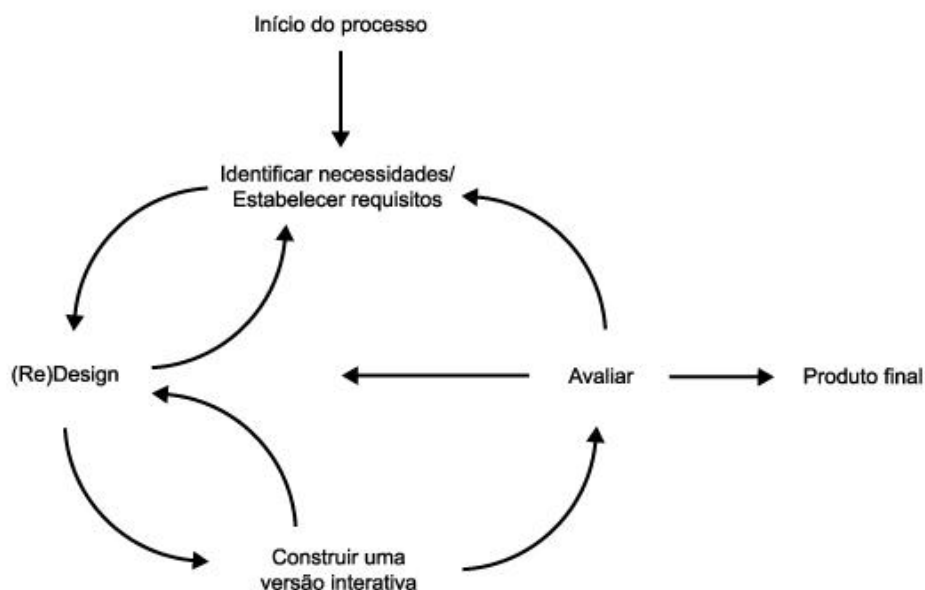 Início do processo
Identificar necessidades/
Estabelecer requisitos
(Re)Design
Avaliar
Produto final
Construir uma
versão interativa